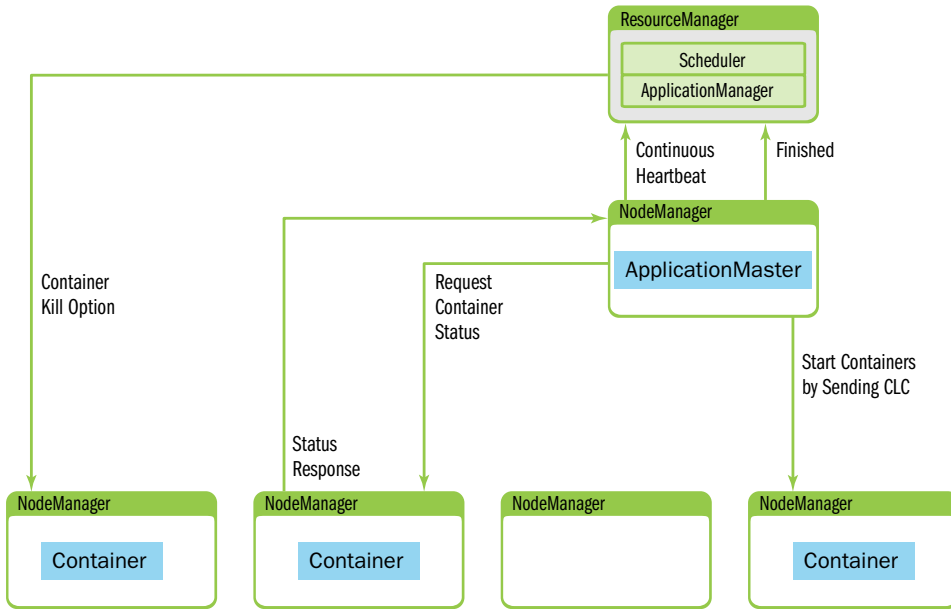 ResourceManager
Scheduler
ApplicationManager
Continuous
Heartbeat
Finished
NodeManager
ApplicationMaster
Container
Kill Option
Request
Container
Status
Start Containers
by Sending CLC
Status
Response
NodeManager
Container
NodeManager
Container
NodeManager
NodeManager
Container